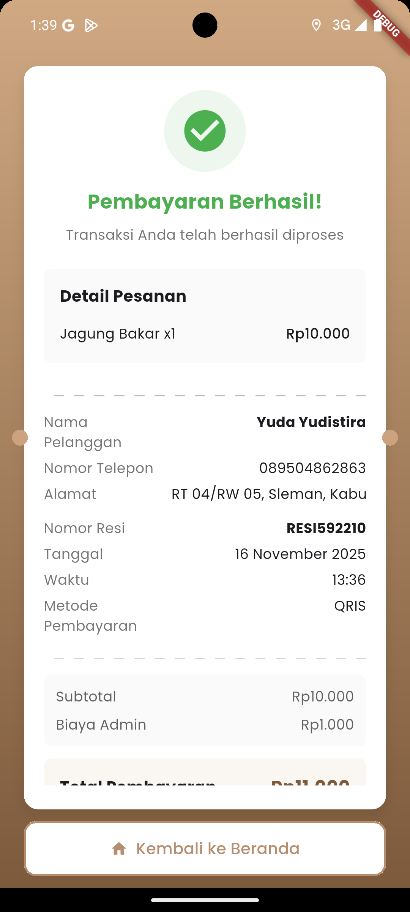 1:39
3G
DEBUG
Pembayaran Berhasil!
Transaksi Anda telah berhasil diproses
Detail Pesanan
Jagung Bakar x1 Rp10.000
Nama Pelanggan Yuda Yudistira
Nomor Telepon 089504862863
Alamat RT 04/RW 05, Sleman, Kabu
Nomor Resi RESI592210
Tanggal 16 November 2025
Waktu 13:36
Metode Pembayaran QRIS
Subtotal Rp10.000
Biaya Admin Rp1.000
Total Pembayaran Rp11.000
Kembali ke Beranda